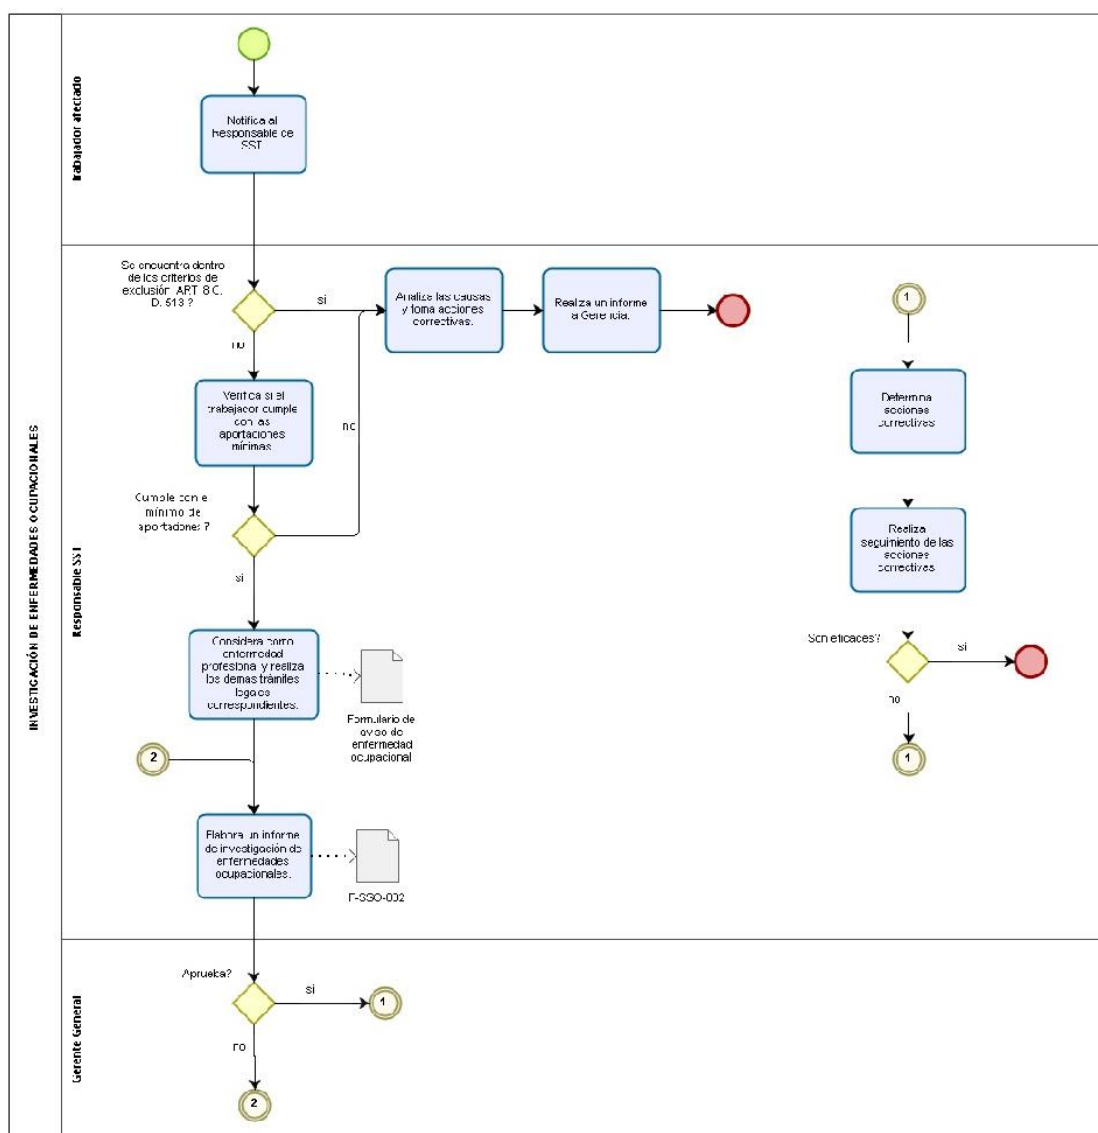 INVESTIGACIÓN DE ENFERMEDADES OCUPACIONALES
Trabajador afectado
Notifica al
Responsable de
SST
Responsable SST
Se encuentra dentro
de los criterios de
exclusión ART 8 C.
D. 513 ?
si
no
Analiza las causas
y toma acciones
correctivas.
Realiza un informe
a Gerencia.
Verifica si el
trabajador cumple
con las
aportaciones
mínimas
no
Cumple con el
mínimo de
aportaciones ?
si
Considera como
enfermedad
profesional y realiza
los demas trámites
legales
correspondientes.
Formulario de
aviso de
enfermedad
ocupacional
2
Elabora un informe
de investigación de
enfermedades
ocupacionales.
F-SSO-002
1
Determina
acciones
correctivas
Realiza
seguimiento de las
acciones
correctivas
Son eficaces?
si
no
1
Gerente General
Aprueba?
si
1
no
2